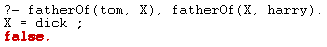 ?- fatherOf(tom, X), fatherOf(X, harry).
X = dick ;
false.